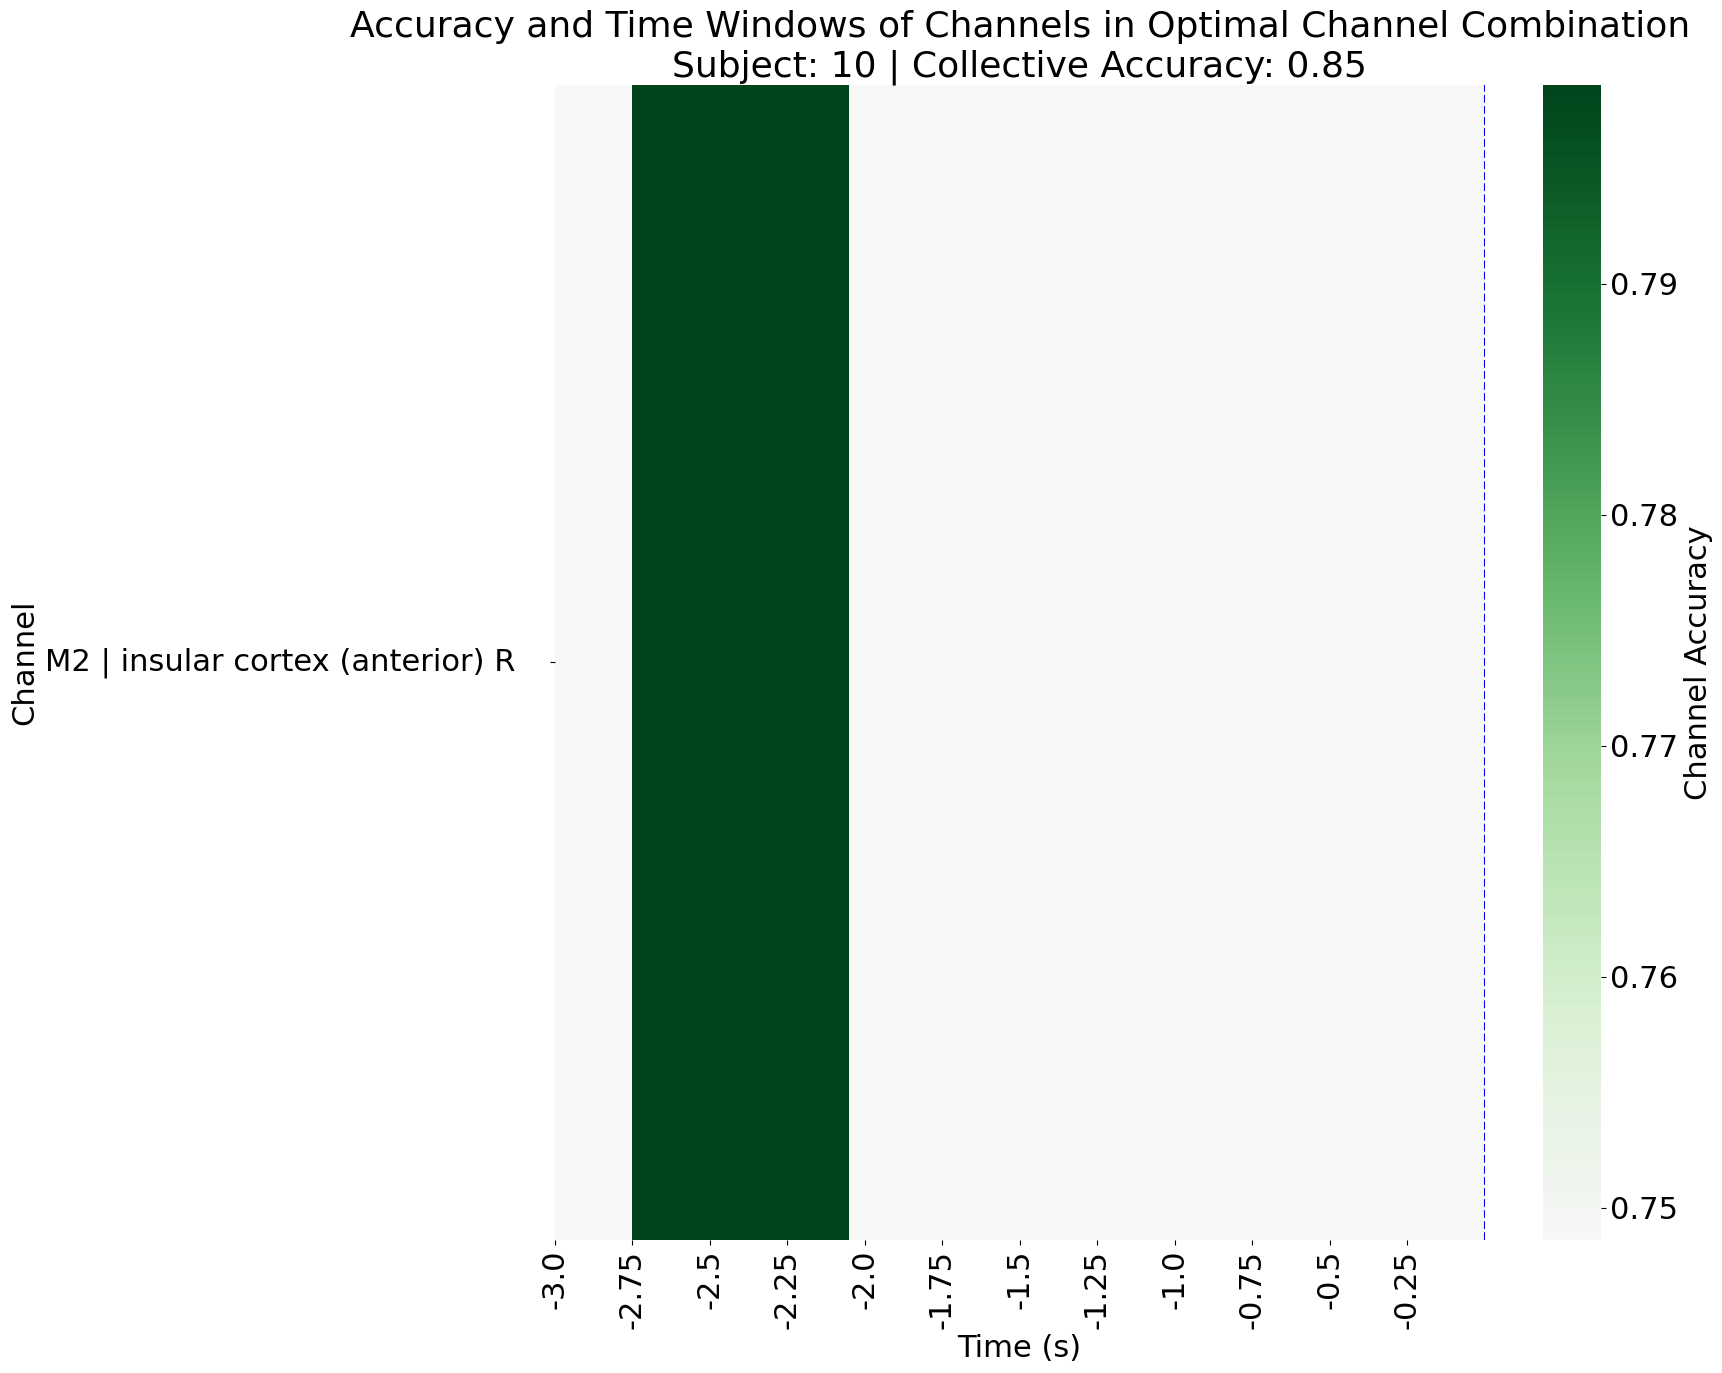 Accuracy and Time Windows of Channels in Optimal Channel Combination
Subject: 10 | Collective Accuracy: 0.85
Channel
M2 | insular cortex (anterior) R
-3.0
-2.75
-2.5
-2.25
-2.0
-1.75
-1.5
-1.25
-1.0
-0.75
-0.5
-0.25
Time (s)
0.79
0.78
0.77
0.76
0.75
Channel Accuracy